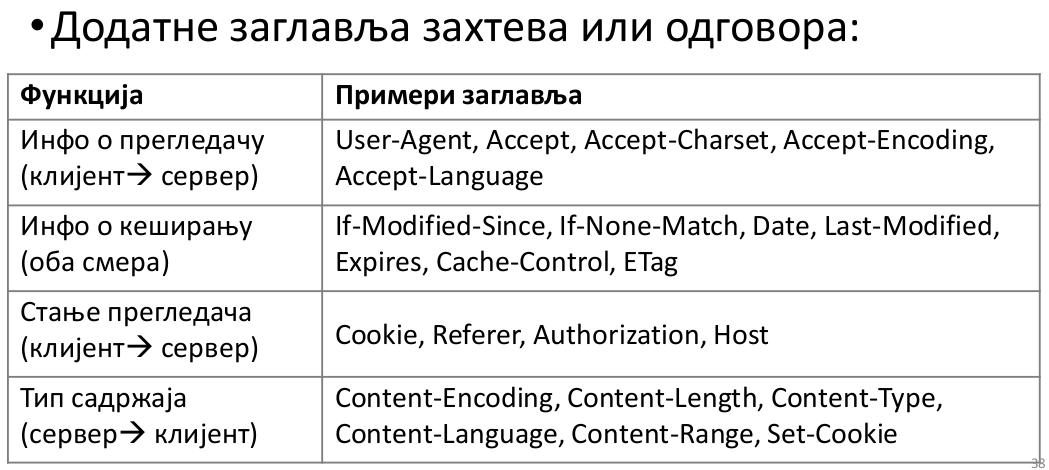 • Додатне заглавља захтева или одговора:
Функција
Примери заглавља
Инфо о прегледачу
(клијент→ сервер)
User-Agent, Accept, Accept-Charset, Accept-Encoding,
Accept-Language
Инфо о кеширању
(оба смера)
If-Modified-Since, If-None-Match, Date, Last-Modified,
Expires, Cache-Control, ETag
Стање прегледача
(клијент→ сервер)
Cookie, Referer, Authorization, Host
Тип садржаја
(сервер→ клијент)
Content-Encoding, Content-Length, Content-Type,
Content-Language, Content-Range, Set-Cookie
38